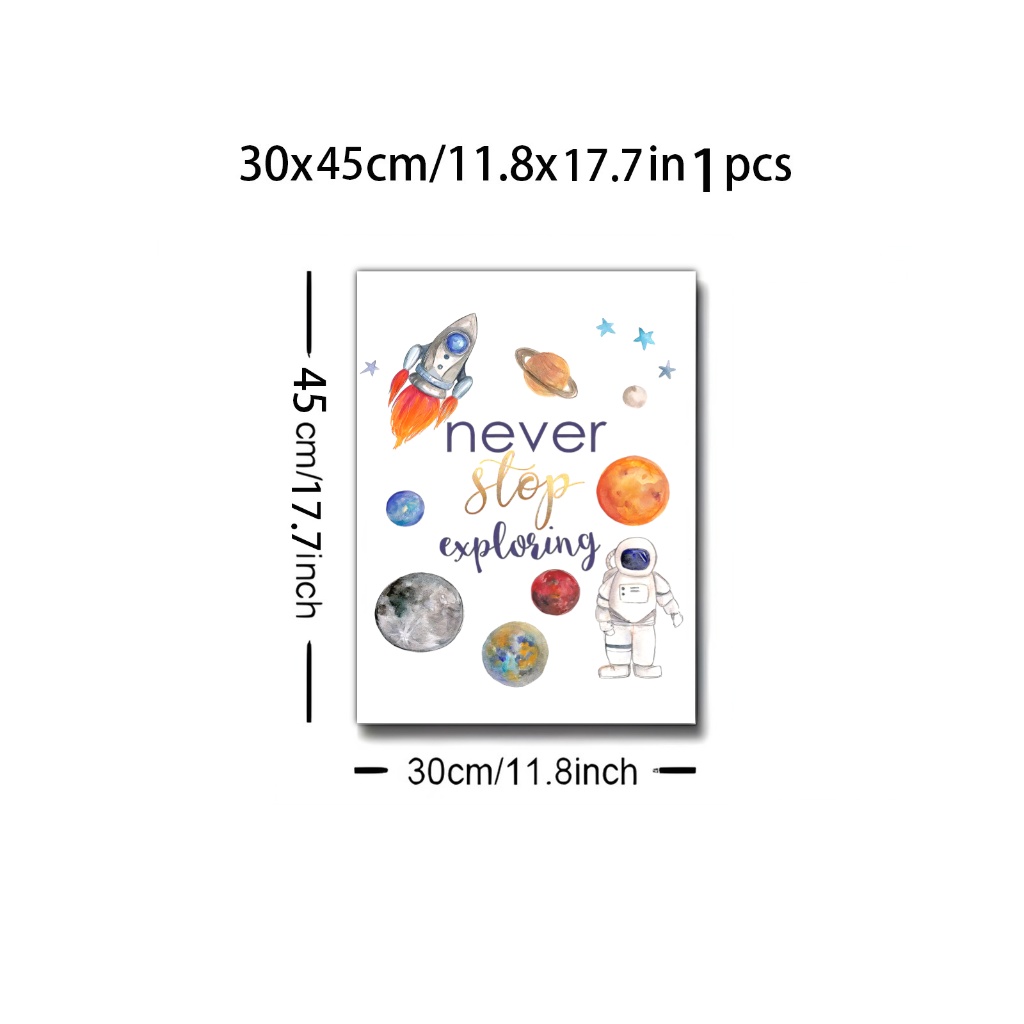 30x45cm/11.8x17.7in 1 pcs
45 cm/17.7inch
never
stop
exploring
30cm/11.8inch